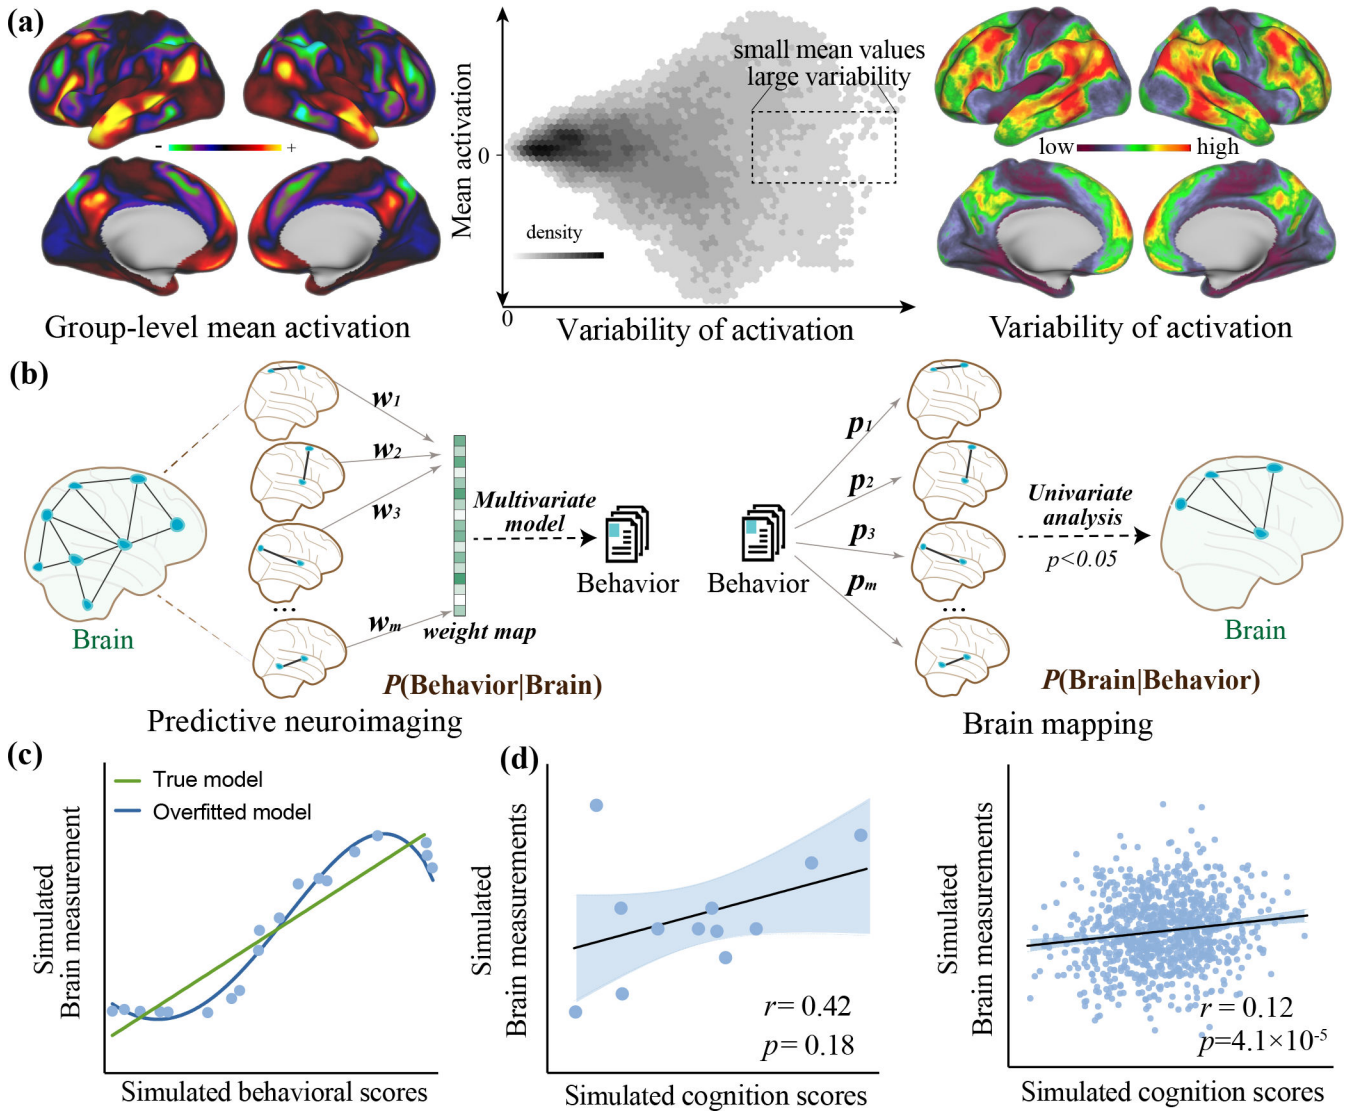 (a)
Mean activation
0
small mean values
large variability
density
0
- +
low high
Group-level mean activation
Variability of activation
Variability of activation
(b)
Brain
w1
w2
w3
...
wm
weight map
Multivariate
model
Behavior
P(Behavior|Brain)
Predictive neuroimaging
Behavior
p1
p2
p3
pm
...
Univariate
analysis
p<0.05
Brain
P(Brain|Behavior)
Brain mapping
(c)
True model
Overfitted model
Simulated
Brain measurement
Simulated behavioral scores
(d)
Simulated
Brain measurements
r= 0.42
p= 0.18
Simulated cognition scores
Simulated
Brain measurements
r = 0.12
p=4.1×10⁻⁵
Simulated cognition scores